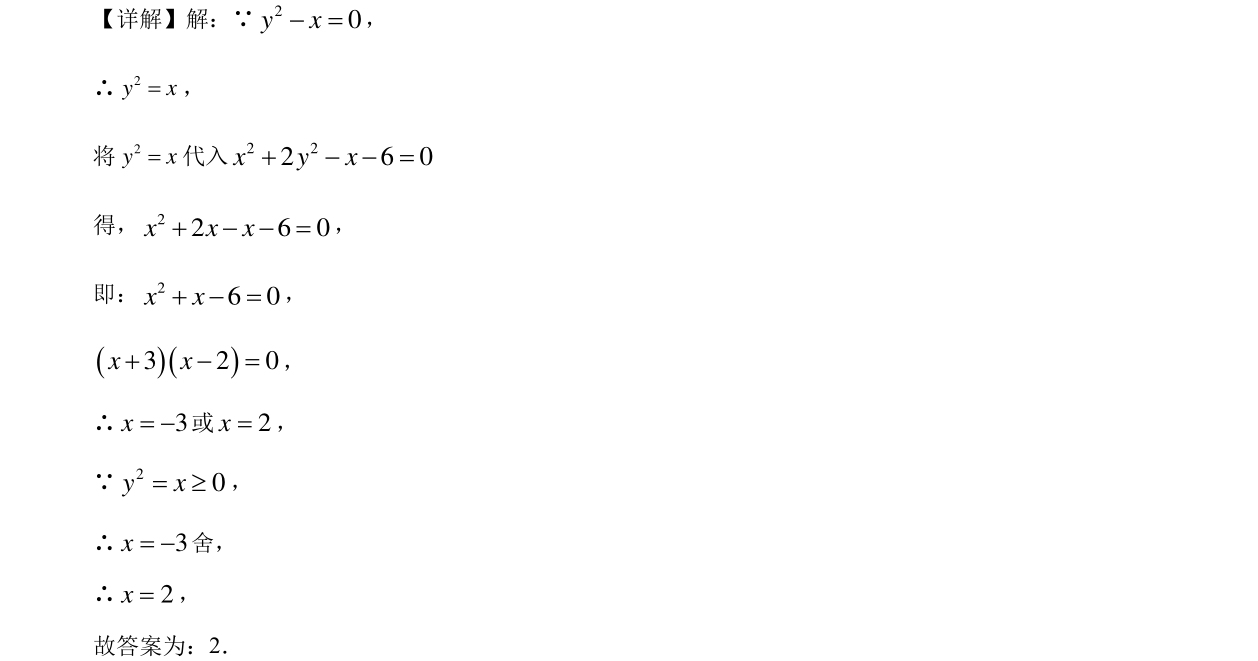 【详解】解：∵ y² − x = 0，
∴ y² = x，
将 y² = x 代入 x² + 2y² − x − 6 = 0
得， x² + 2x − x − 6 = 0，
即： x² + x − 6 = 0，
(x + 3)(x − 2) = 0，
∴ x = −3 或 x = 2，
∵ y² = x ≥ 0，
∴ x = −3 舍，
∴ x = 2，
故答案为：2．